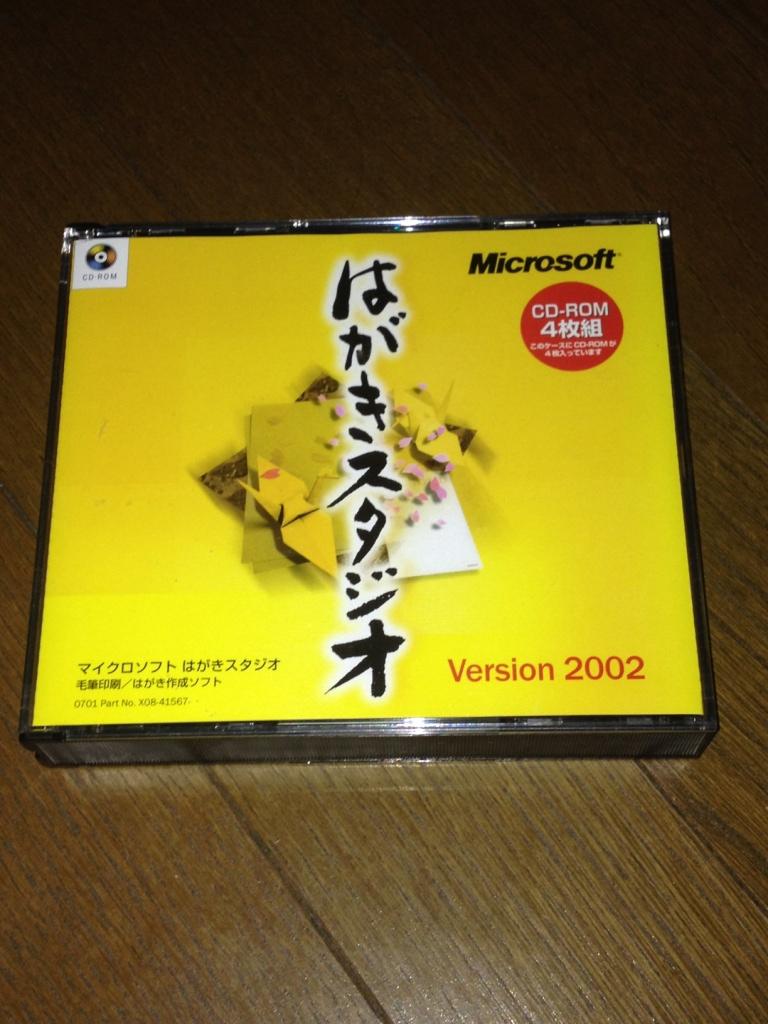 CD-ROM
Microsoft
CD-ROM
4枚組
このケースにCD-ROMが
4枚入っています
はがきスタジオ
マイクロソフト はがきスタジオ
毛筆印刷／はがき作成ソフト
0701 Part No. X08-41567-
Version 2002